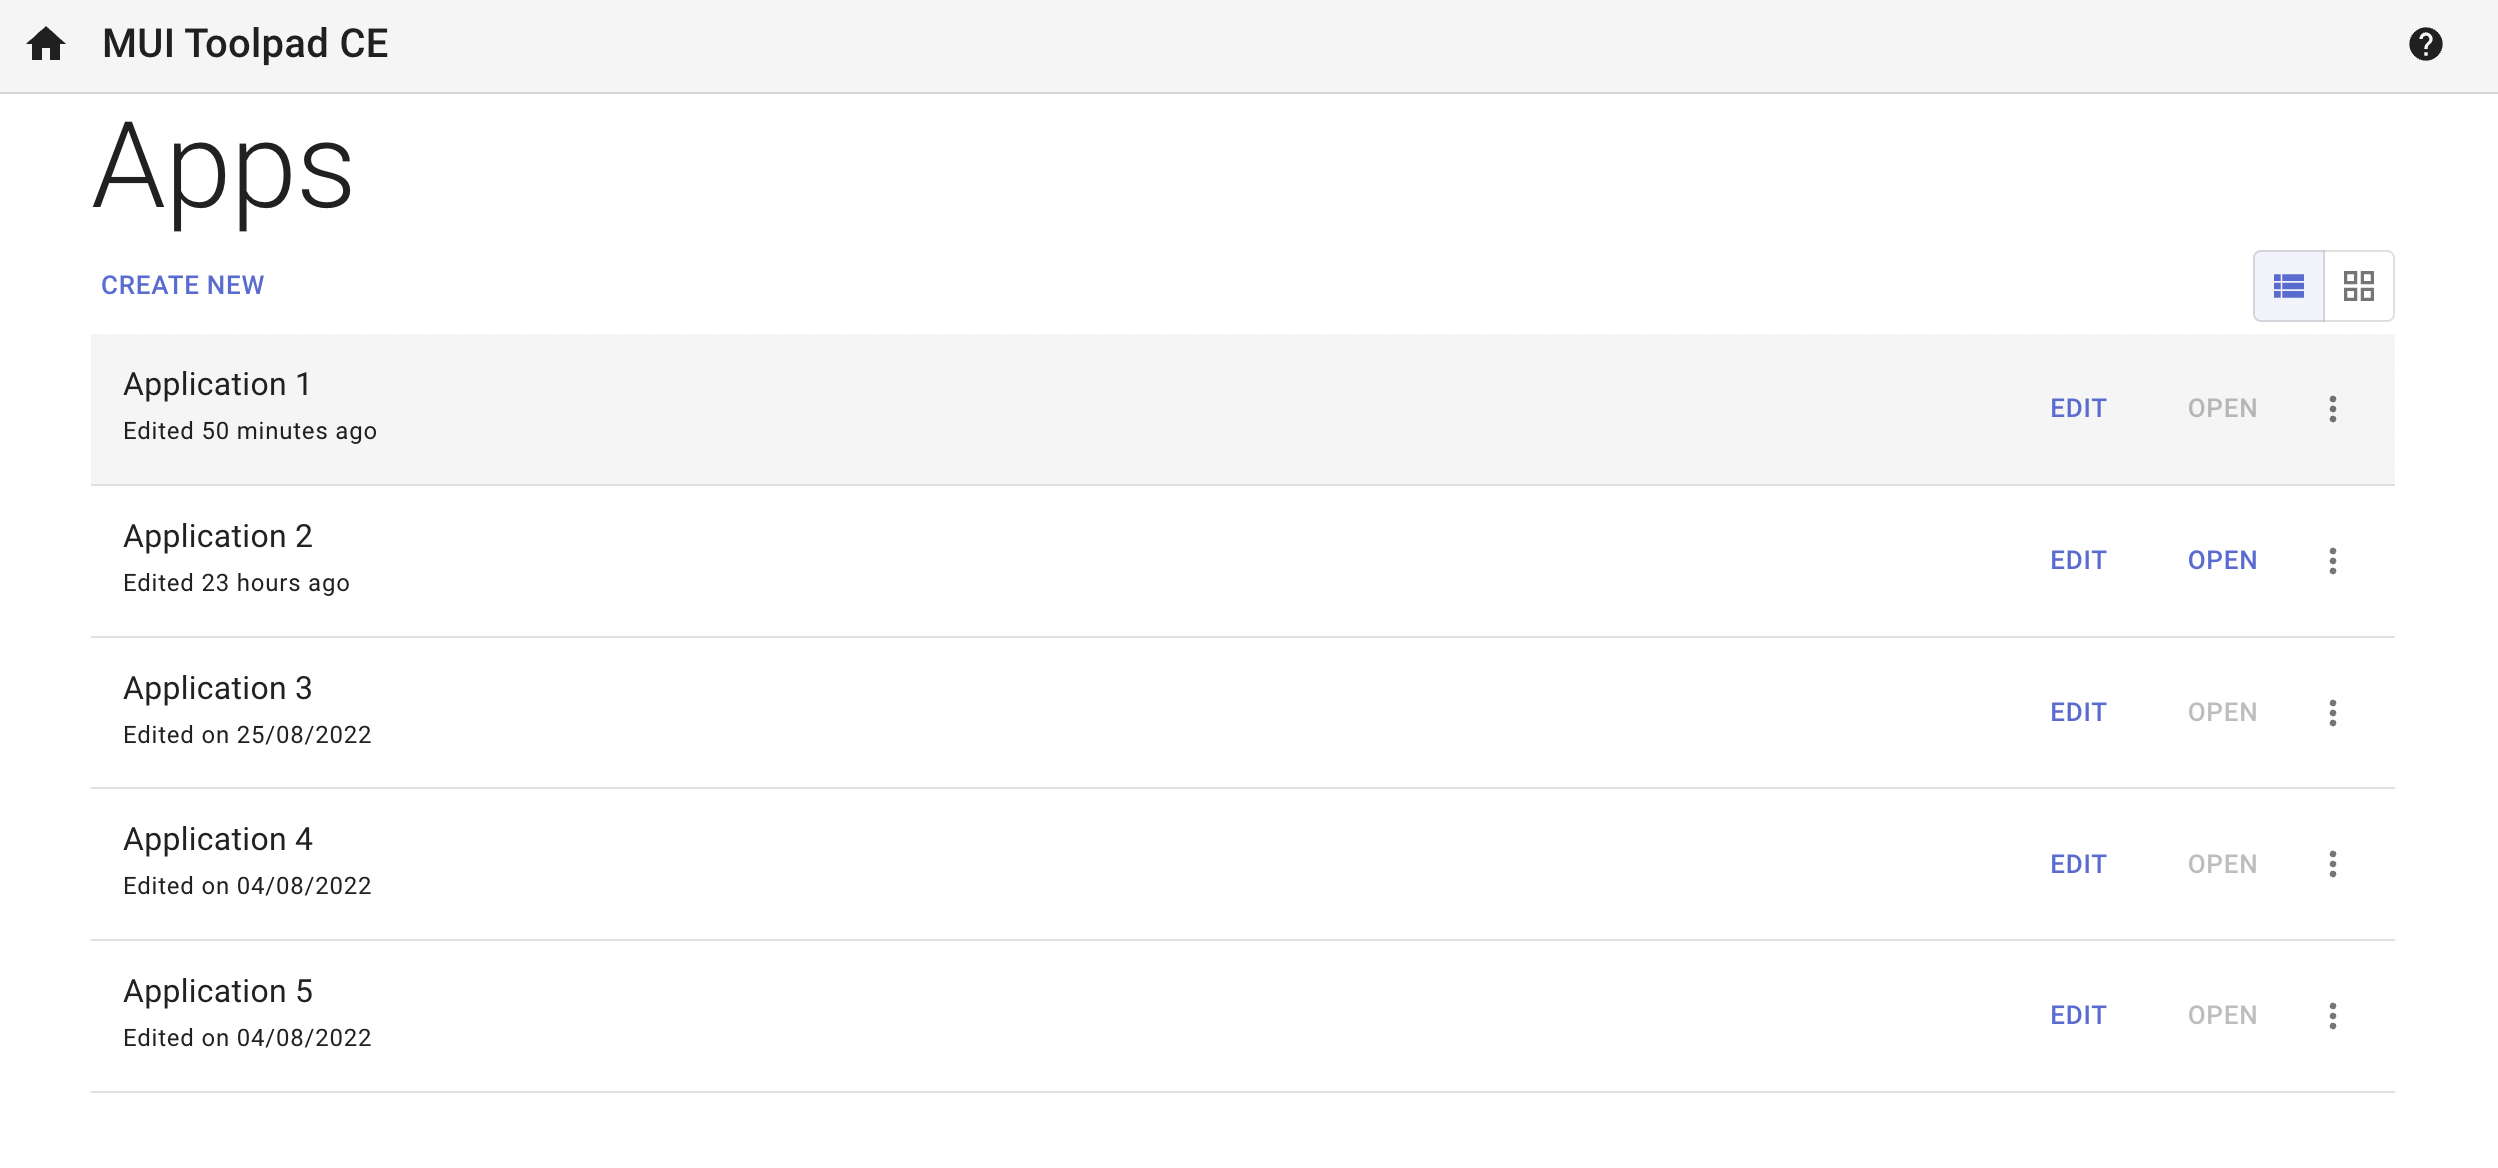 MUI Toolpad CE
Apps
CREATE NEW
Application 1
Edited 50 minutes ago
EDIT OPEN
Application 2
Edited 23 hours ago
EDIT OPEN
Application 3
Edited on 25/08/2022
EDIT OPEN
Application 4
Edited on 04/08/2022
EDIT OPEN
Application 5
Edited on 04/08/2022
EDIT OPEN